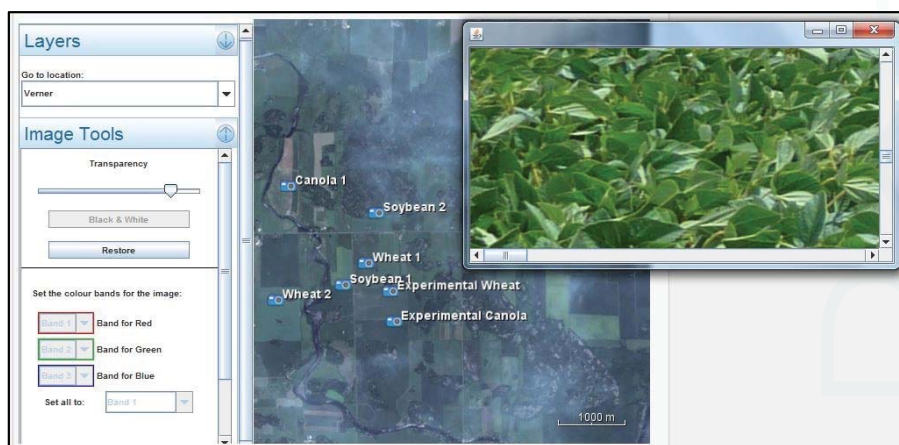 Layers
Go to location:
Verner
Image Tools
Transparency
Black & White
Restore
Set the colour bands for the image:
Band 1 Band for Red
Band 2 Band for Green
Band 3 Band for Blue
Set all to: Band 1
Canola 1
Soybean 2
Wheat 1
Soybean 1
Experimental Wheat
Wheat 2
Experimental Canola
1000 m